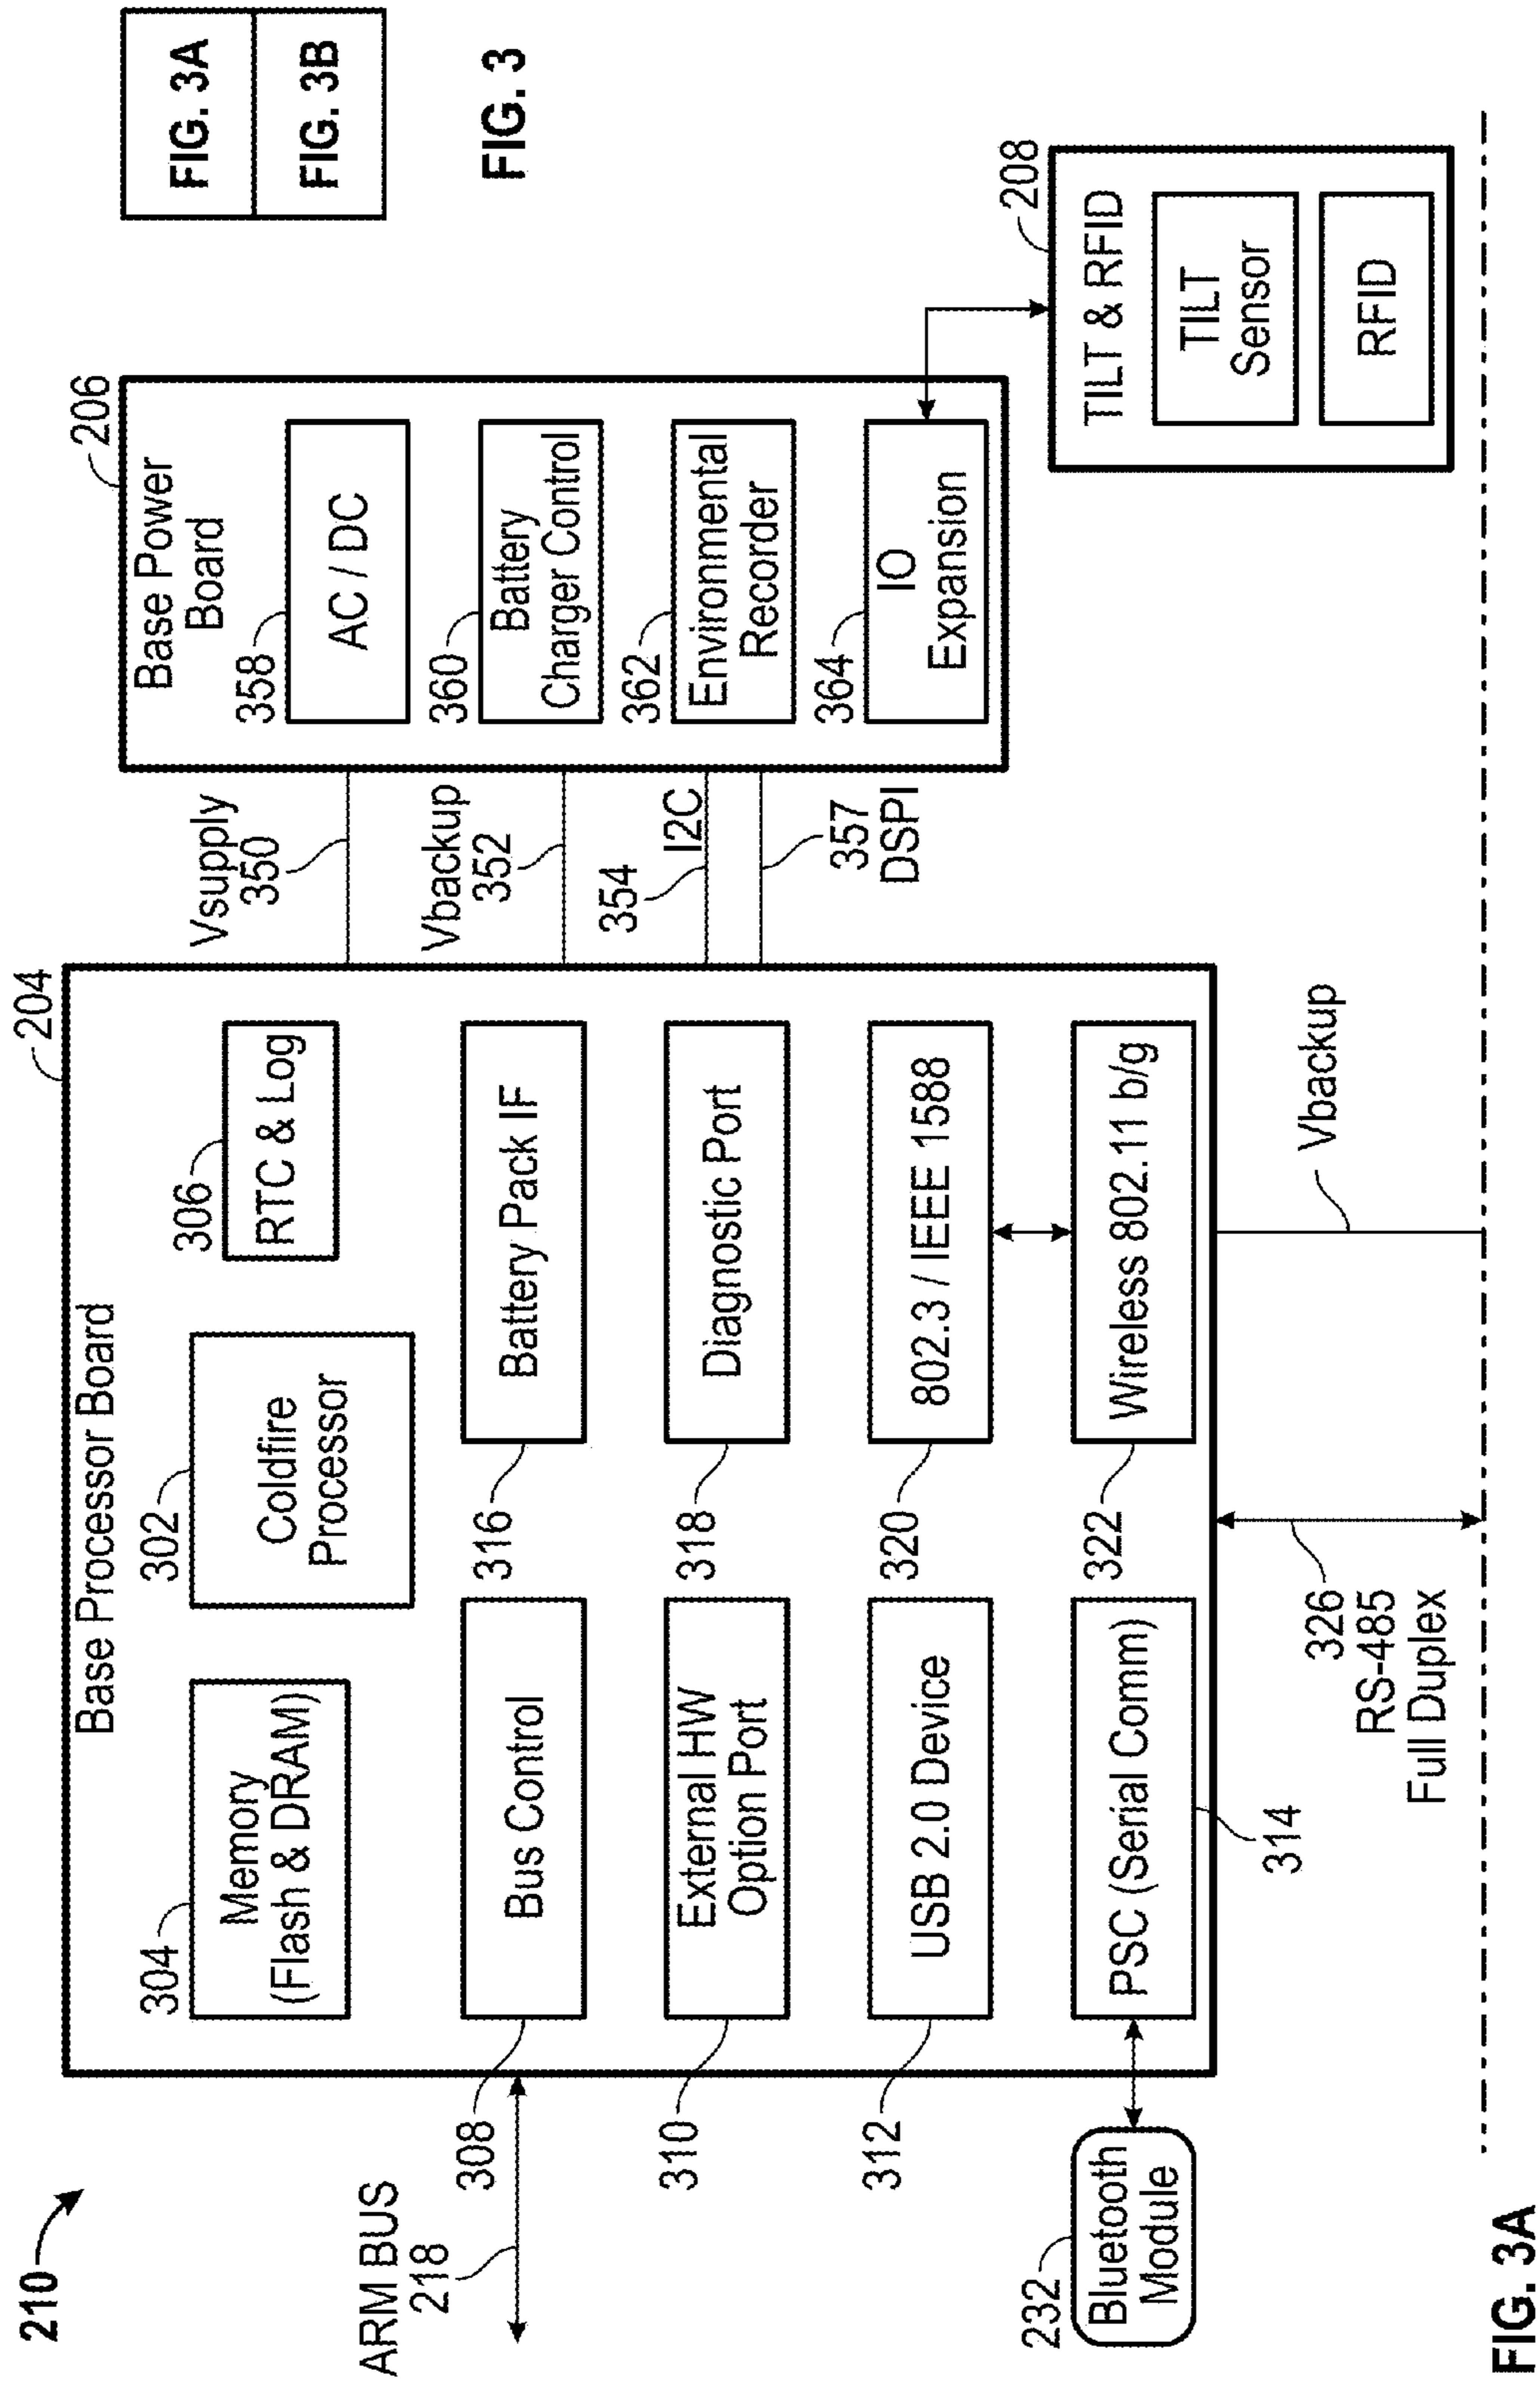 210
Base Processor Board
204
304
Memory
(Flash & DRAM)
302
Coldfire
Processor
306
RTC & Log
ARM BUS
218
308
Bus Control
316
Battery Pack IF
310
External HW
Option Port
318
Diagnostic Port
312
USB 2.0 Device
320
802.3 / IEEE 1588
232
Bluetooth
Module
PSC (Serial Comm)
314
322
Wireless 802.11 b/g
326
RS-485
Full Duplex
Vbackup
Vsupply
350
Vbackup
352
354
I2C
357
DSPI
206
Base Power
Board
358
AC / DC
360
Battery
Charger Control
362
Environmental
Recorder
364
IO
Expansion
208
TILT & RFID
TILT
Sensor
RFID
FIG. 3A
FIG. 3B
FIG. 3
FIG. 3A